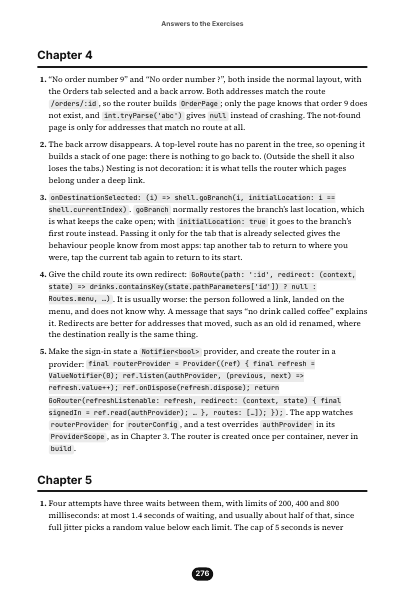 Answers to the Exercises
Chapter 4
1. “No order number 9” and “No order number ?”, both inside the normal layout, with
the Orders tab selected and a back arrow. Both addresses match the route
/orders/:id, so the router builds OrderPage; only the page knows that order 9 does
not exist, and int.tryParse('abc') gives null instead of crashing. The not-found
page is only for addresses that match no route at all.
2. The back arrow disappears. A top-level route has no parent in the tree, so opening it
builds a stack of one page: there is nothing to go back to. (Outside the shell it also
loses the tabs.) Nesting is not decoration: it is what tells the router which pages
belong under a deep link.
3. onDestinationSelected: (i) => shell.goBranch(i, initialLocation: i ==
shell.currentIndex). goBranch normally restores the branch’s last location, which
is what keeps the cake open; with initialLocation: true it goes to the branch’s
first route instead. Passing it only for the tab that is already selected gives the
behaviour people know from most apps: tap another tab to return to where you
were, tap the current tab again to return to its start.
4. Give the child route its own redirect: GoRoute(path: ':id', redirect: (context,
state) => drinks.containsKey(state.pathParameters['id']) ? null :
Routes.menu, …). It is usually worse: the person followed a link, landed on the
menu, and does not know why. A message that says “no drink called coffee” explains
it. Redirects are better for addresses that moved, such as an old id renamed, where
the destination really is the same thing.
5. Make the sign-in state a Notifier<bool> provider, and create the router in a
provider: final routerProvider = Provider((ref) { final refresh =
ValueNotifier(0); ref.listen(authProvider, (previous, next) =>
refresh.value++); ref.onDispose(refresh.dispose); return
GoRouter(refreshListenable: refresh, redirect: (context, state) { final
signedIn = ref.read(authProvider); … }, routes: […]); });. The app watches
routerProvider for routerConfig, and a test overrides authProvider in its
ProviderScope, as in Chapter 3. The router is created once per container, never in
build.
Chapter 5
1. Four attempts have three waits between them, with limits of 200, 400 and 800
milliseconds: at most 1.4 seconds of waiting, and usually about half of that, since
full jitter picks a random value below each limit. The cap of 5 seconds is never
276